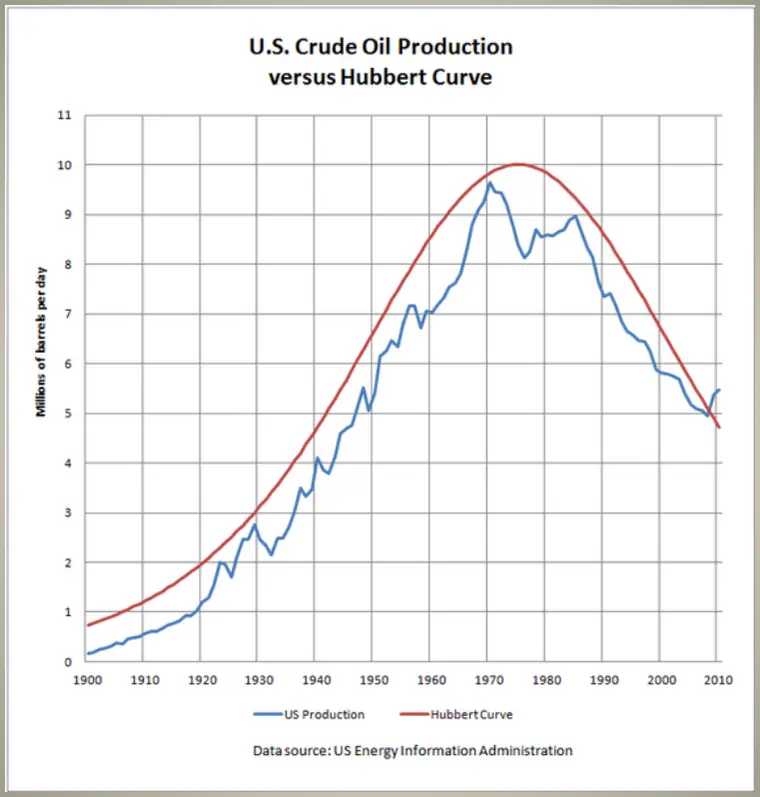 U.S. Crude Oil Production
versus Hubbert Curve
Millions of barrels per day
11
10
9
8
7
6
5
4
3
2
1
0
1900 1910 1920 1930 1940 1950 1960 1970 1980 1990 2000 2010
US Production Hubbert Curve
Data source: US Energy Information Administration